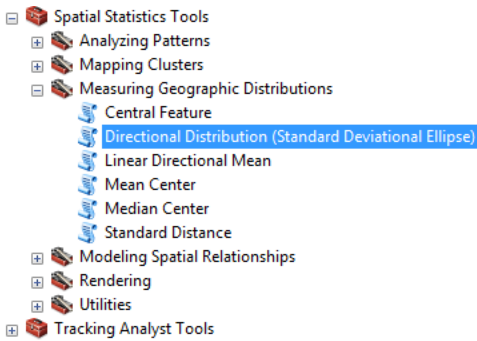 Spatial Statistics Tools
Analyzing Patterns
Mapping Clusters
Measuring Geographic Distributions
Central Feature
Directional Distribution (Standard Deviational Ellipse)
Linear Directional Mean
Mean Center
Median Center
Standard Distance
Modeling Spatial Relationships
Rendering
Utilities
Tracking Analyst Tools